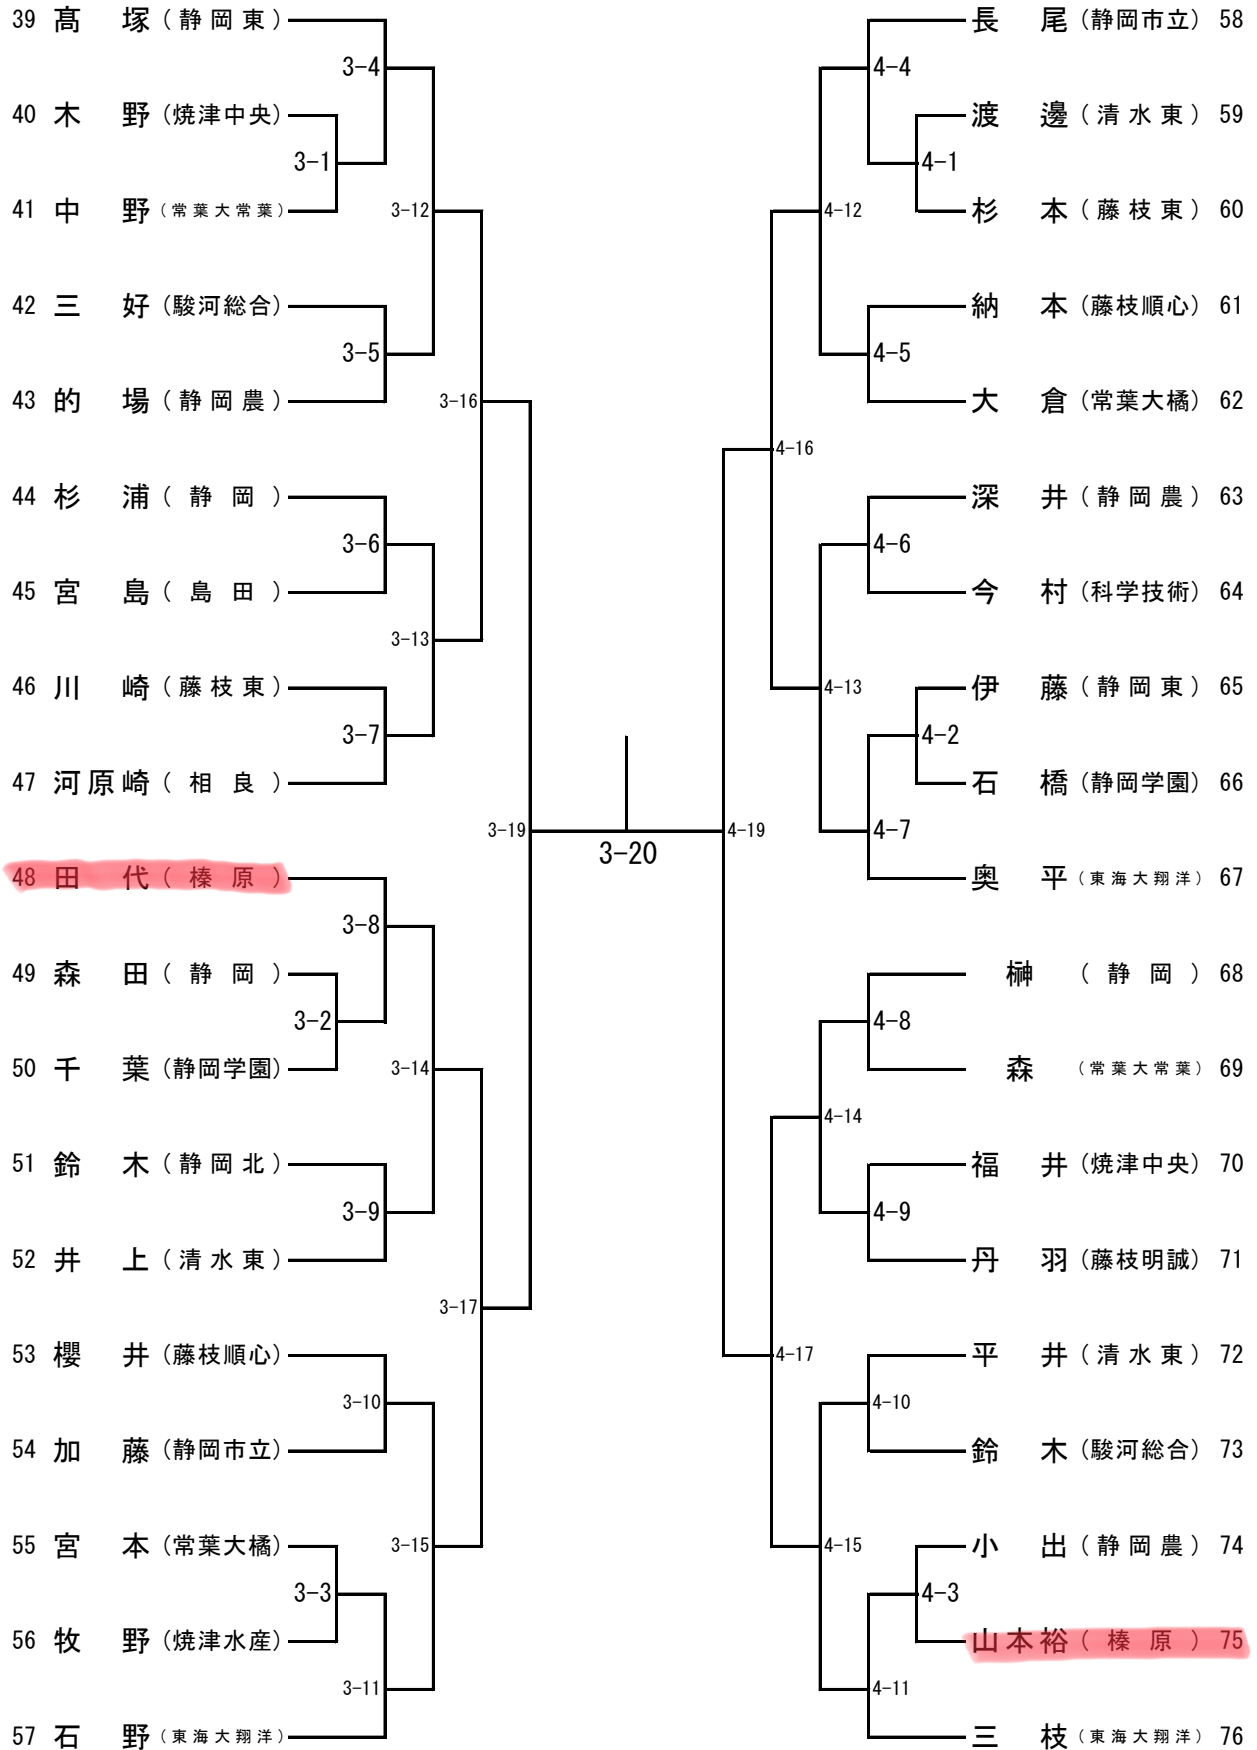 39 髙塚（静岡東）
3-4
40 木野（焼津中央）
3-1
41 中野（常葉大常葉）
3-12
42 三好（駿河総合）
3-5
43 的場（静岡農）
3-16
44 杉浦（静岡）
3-6
45 宮島（島田）
3-13
46 川崎（藤枝東）
3-7
47 河原崎（相良）
3-19
3-20
48 田代（榛原）
3-8
49 森田（静岡）
3-2
50 千葉（静岡学園）
3-14
51 鈴木（静岡北）
3-9
52 井上（清水東）
3-17
53 櫻井（藤枝順心）
3-10
54 加藤（静岡市立）
55 宮本（常葉大橘）
3-15
3-3
56 牧野（焼津水産）
3-11
57 石野（東海大翔洋）
長尾（静岡市立）58
4-4
渡邊（清水東）59
4-1
杉本（藤枝東）60
4-12
納本（藤枝順心）61
4-5
大倉（常葉大橘）62
4-16
深井（静岡農）63
4-6
今村（科学技術）64
伊藤（静岡東）65
4-13
4-2
石橋（静岡学園）66
4-19
4-7
奥平（東海大翔洋）67
榊（静岡）68
4-8
森（常葉大常葉）69
4-14
福井（焼津中央）70
4-9
丹羽（藤枝明誠）71
平井（清水東）72
4-17
4-10
鈴木（駿河総合）73
小出（静岡農）74
4-15
4-3
山本裕（榛原）75
4-11
三枝（東海大翔洋）76